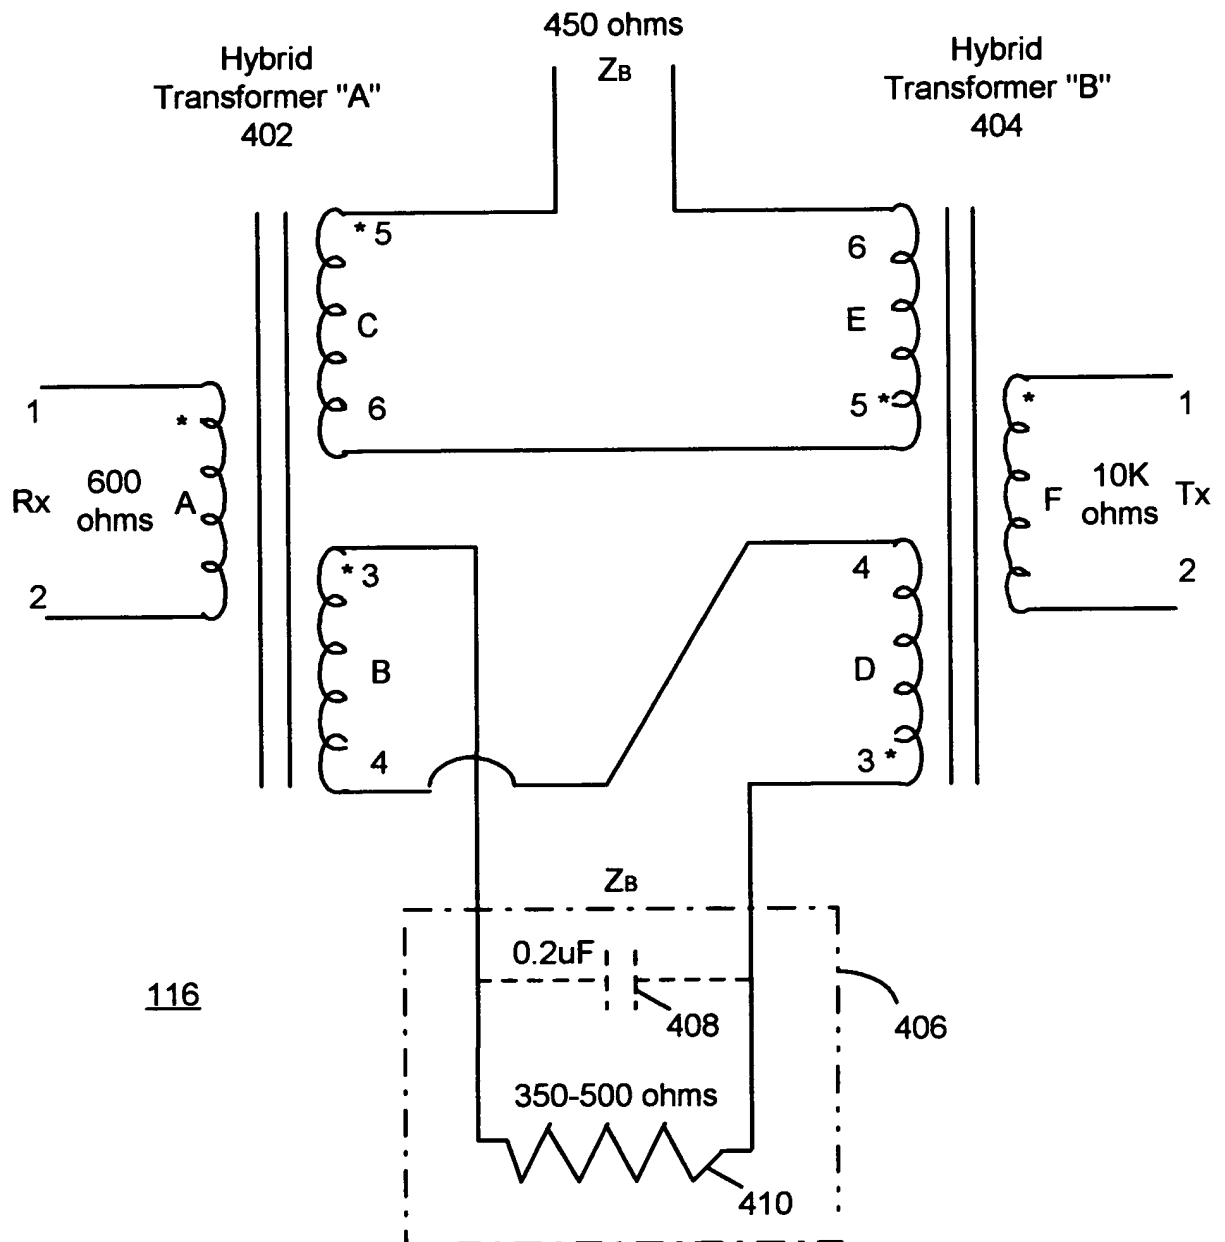 450 ohms
ZB
Hybrid
Transformer "A"
402
Hybrid
Transformer "B"
404
* 5
C
6
6
E
5 *
1
*
Rx
600
ohms
A
2
*
1
F
10K
ohms
Tx
2
* 3
B
4
4
D
3 *
ZB
0.2uF
408
406
116
350-500 ohms
410